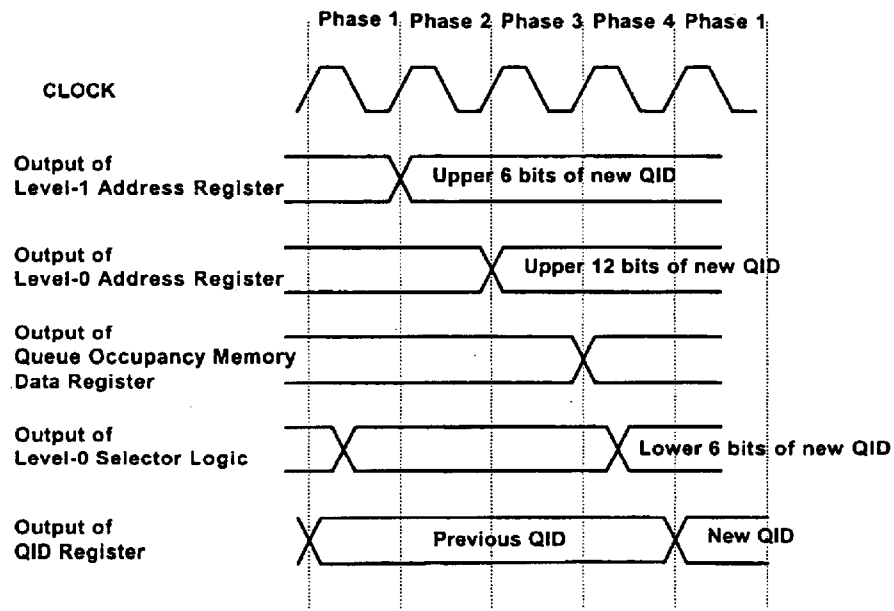 Phase 1 Phase 2 Phase 3 Phase 4 Phase 1
CLOCK
Output of
Level-1 Address Register
Upper 6 bits of new QID
Output of
Level-0 Address Register
Upper 12 bits of new QID
Output of
Queue Occupancy Memory
Data Register
Output of
Level-0 Selector Logic
Lower 6 bits of new QID
Output of
QID Register
Previous QID
New QID